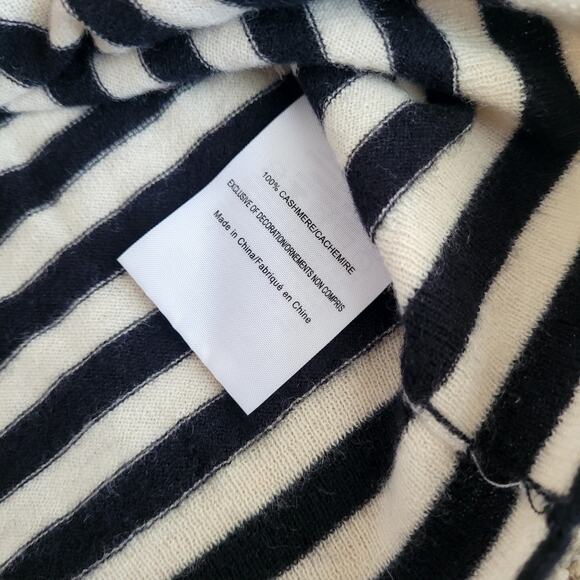 100% CASHMERE/CACHEMIRE
EXCLUSIVE OF DECORATION/ORNEMENTS NON COMPRIS
Made in China/Fabriqué en Chine